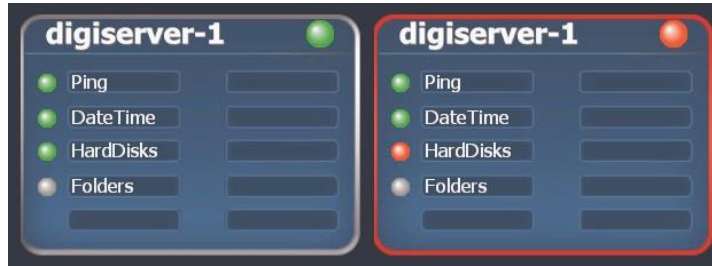 digiserver-1
Ping
DateTime
HardDisks
Folders
digiserver-1
Ping
DateTime
HardDisks
Folders